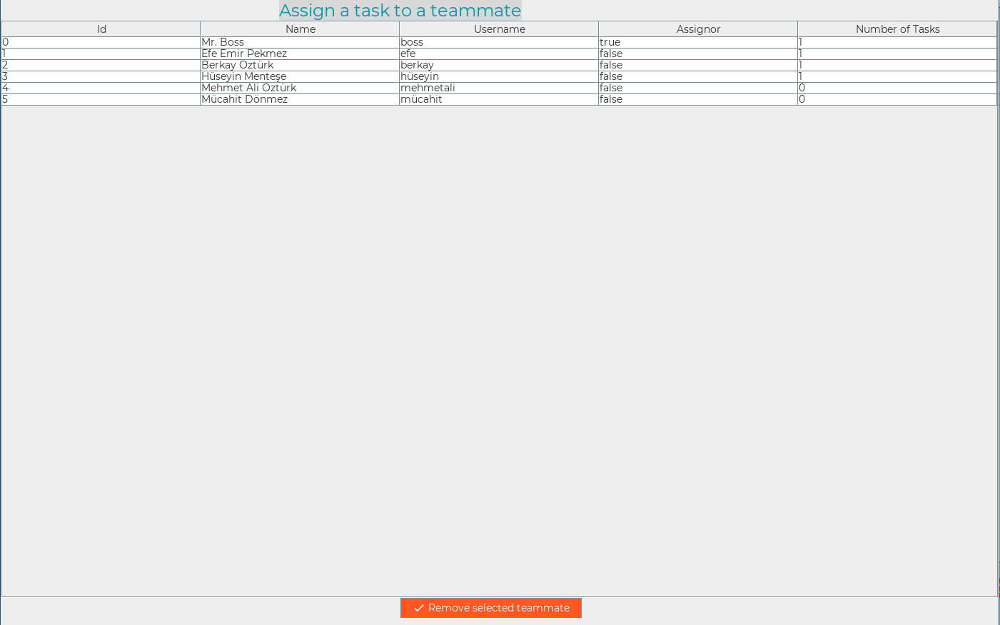 Assign a task to a teammate
Id Name Username Assignor Number of Tasks
0 Mr. Boss boss true 1
1 Efe Emir Pekmez efe false 1
2 Berkay Oztürk berkay false 1
3 Hüseyin Menteşe hüseyin false 1
4 Mehmet Ali Oztürk mehmetali false 0
5 Mücahit Dönmez mücahit false 0
Remove selected teammate